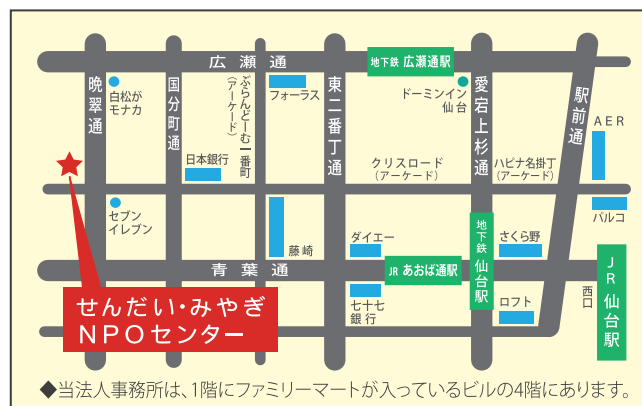 広瀬通
地下鉄 広瀬通駅
晩翠通
白松が
モナカ
国分町通
ぶらんどーむ一番町
(アーケード)
フォーラス
東二番丁通
ドーミンイン
仙台
愛宕上杉通
駅前通
AER
日本銀行
クリスロード
(アーケード)
ハピナ名掛丁
(アーケード)
セブン
イレブン
パルコ
藤崎
ダイエー
地下鉄 仙台駅
さくら野
青葉通
JR あおば通駅
JR 仙台駅
西口
せんだい・みやぎ
NPOセンター
七十七
銀行
ロフト
◆当法人事務所は、1階にファミリーマートが入っているビルの4階にあります。